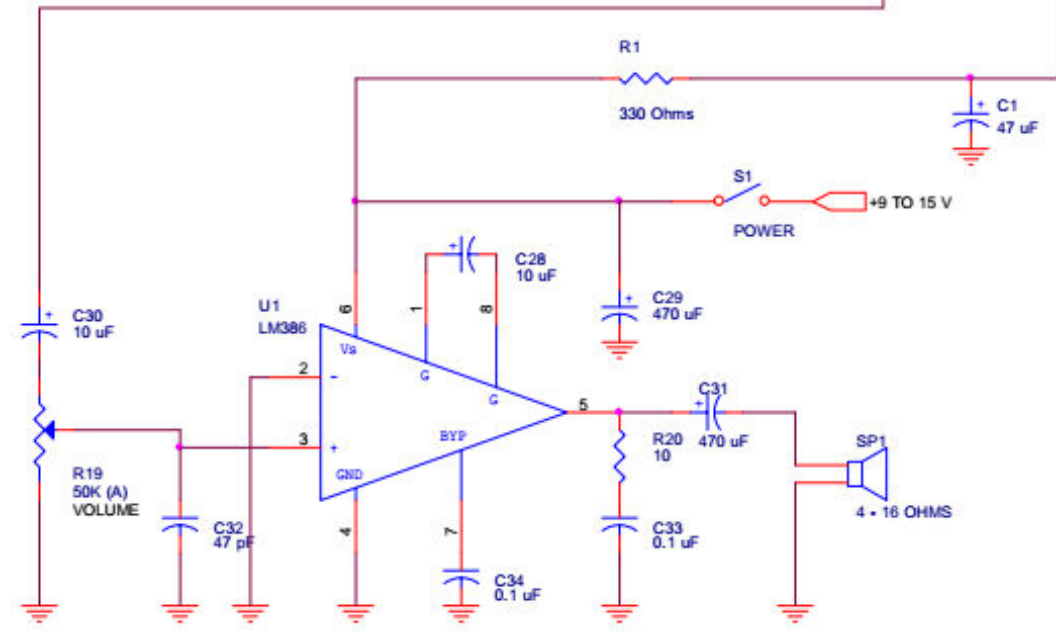 R1
330 Ohms
+
C1
47 uF
S1
+9 TO 15 V
POWER
+
C28
10 uF
+
C29
470 uF
+
C30
10 uF
U1
LM386
6
1
8
Vs
G
G
2
-
3
+
5
BYP
GND
4
7
+
C31
470 uF
R20
10
SP1
4 - 16 OHMS
R19
50K (A)
VOLUME
C32
47 pF
C33
0.1 uF
C34
0.1 uF